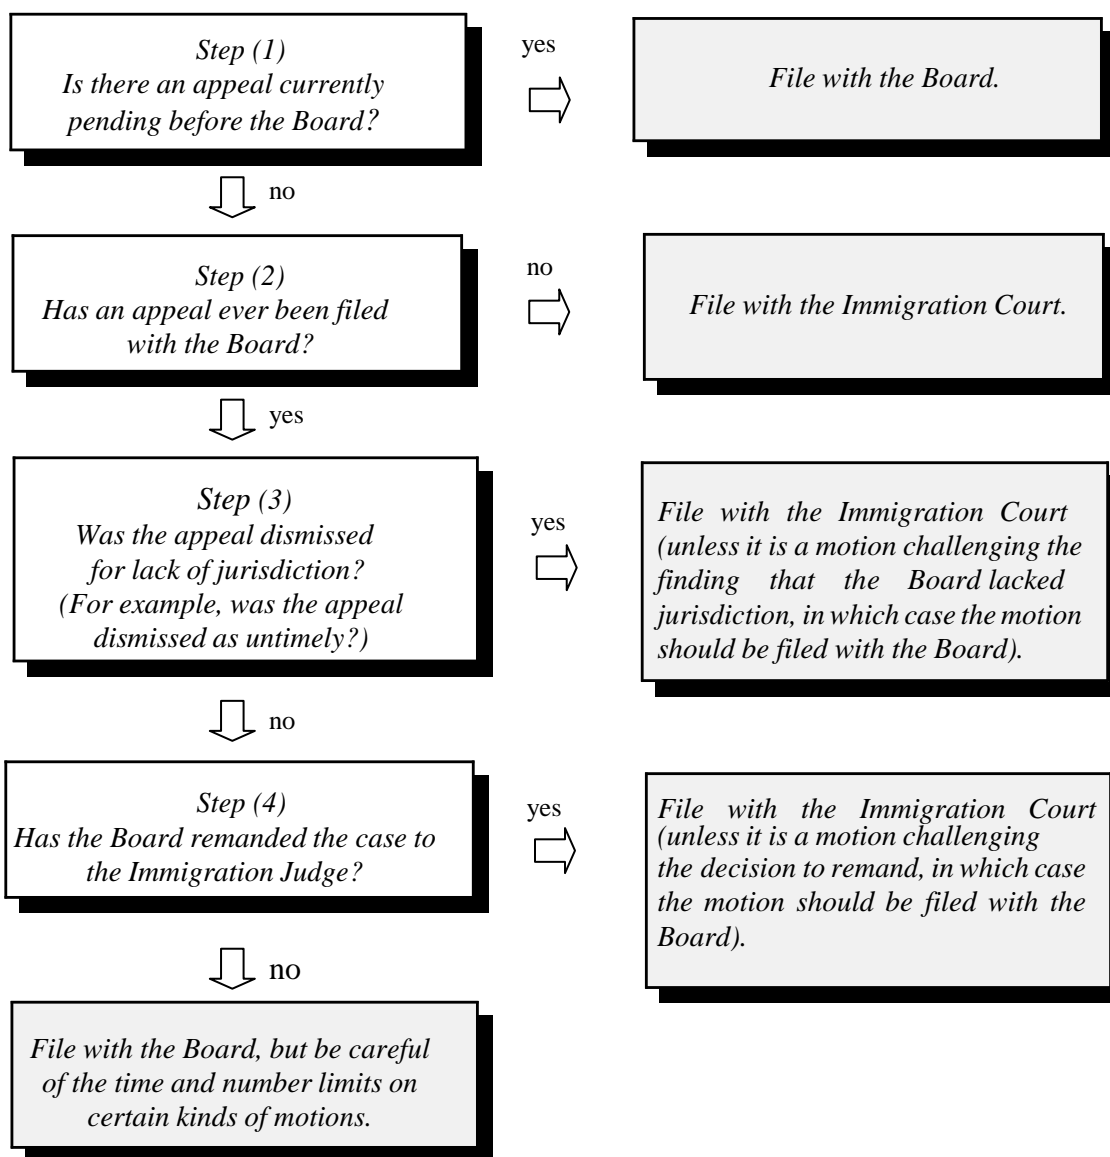 Step (1)
Is there an appeal currently
pending before the Board?
yes
File with the Board.
no
Step (2)
Has an appeal ever been filed
with the Board?
no
File with the Immigration Court.
yes
Step (3)
Was the appeal dismissed
for lack of jurisdiction?
(For example, was the appeal
dismissed as untimely?)
yes
File with the Immigration Court
(unless it is a motion challenging the
finding that the Board lacked
jurisdiction, in which case the motion
should be filed with the Board).
no
Step (4)
Has the Board remanded the case to
the Immigration Judge?
yes
File with the Immigration Court
(unless it is a motion challenging
the decision to remand, in which case
the motion should be filed with the
Board).
no
File with the Board, but be careful
of the time and number limits on
certain kinds of motions.